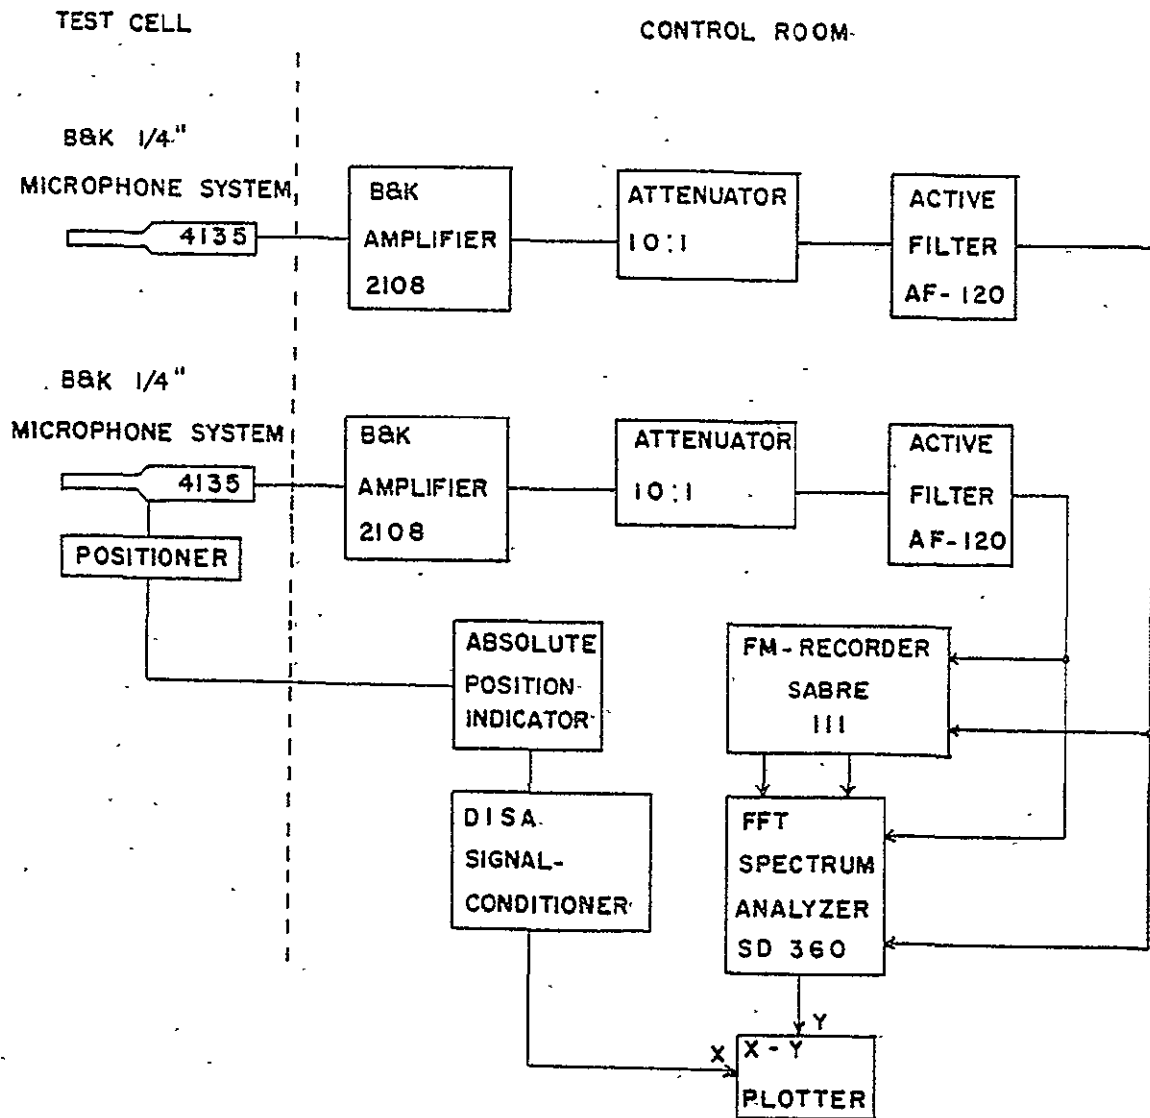 TEST CELL
CONTROL ROOM
B&K 1/4"
MICROPHONE SYSTEM
4135
B&K
AMPLIFIER
2108
ATTENUATOR
10:1
ACTIVE
FILTER
AF-120
B&K 1/4"
MICROPHONE SYSTEM
4135
B&K
AMPLIFIER
2108
ATTENUATOR
10:1
ACTIVE
FILTER
AF-120
POSITIONER
ABSOLUTE
POSITION-
INDICATOR
FM-RECORDER
SABRE
III
DISA
SIGNAL-
CONDITIONER
FFT
SPECTRUM
ANALYZER
SD 360
Y
X
X-Y
PLOTTER